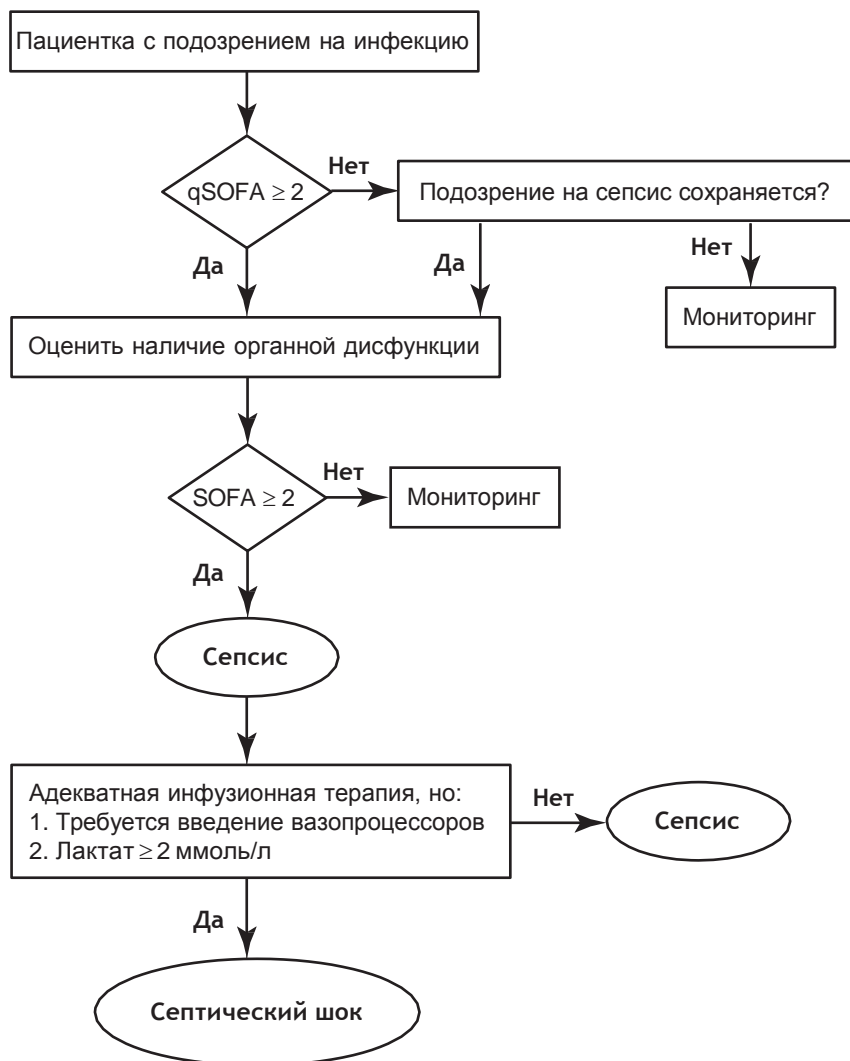 Пациентка с подозрением на инфекцию
qSOFA ≥ 2
Нет
Подозрение на сепсис сохраняется?
Да
Да
Нет
Мониторинг
Оценить наличие органной дисфункции
SOFA ≥ 2
Нет
Мониторинг
Да
Сепсис
Адекватная инфузионная терапия, но:
1. Требуется введение вазопроцессоров
2. Лактат ≥ 2 ммоль/л
Нет
Сепсис
Да
Септический шок